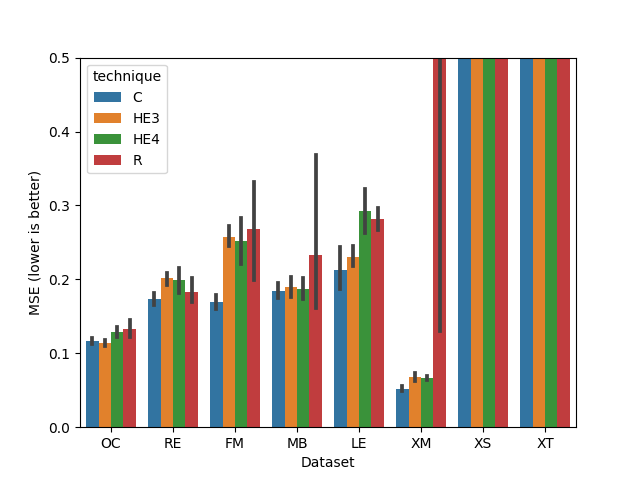 0.5
0.4
0.3
0.2
0.1
0.0
MSE (lower is better)
technique
C
HE3
HE4
R
OC RE FM MB LE XM XS XT
Dataset